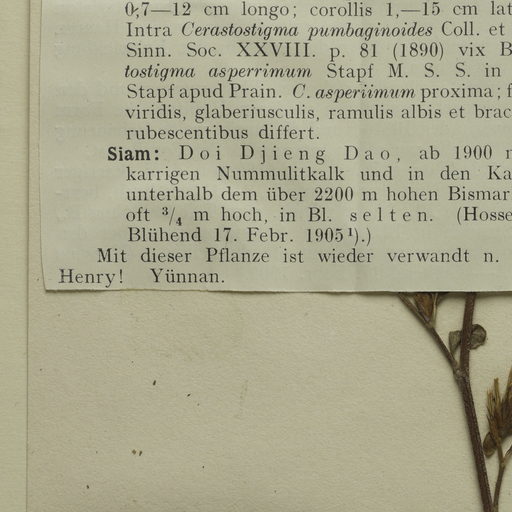 0,7—12 cm longo; corollis 1,—15 cm lat
Intra Cerastostigma pumbaginoides Coll. et
Sinn. Soc. XXVIII. p. 81 (1890) vix B
tostigma asperrimum Stapf M. S. S. in
Stapf apud Prain. C. asperiimum proxima; f
viridis, glaberiusculis, ramulis albis et brac
rubescentibus differt.
Siam: Doi Djieng Dao, ab 1900 m
karrigen Nummulitkalk und in den Ka
unterhalb dem über 2200 m hohen Bismar
oft ³/₄ m hoch, in Bl. selten. (Hosse
Blühend 17. Febr. 1905¹).)
Mit dieser Pflanze ist wieder verwandt n.
Henry! Yünnan.